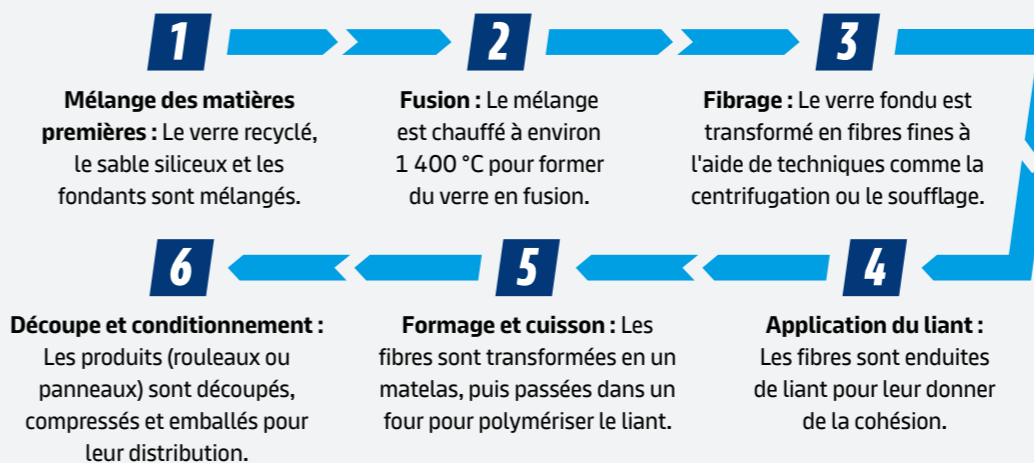 1
2
3
Mélange des matières
premières : Le verre recyclé,
le sable siliceux et les
fondants sont mélangés.
Fusion : Le mélange
est chauffé à environ
1 400 °C pour former
du verre en fusion.
Fibrage : Le verre fondu est
transformé en fibres fines à
l'aide de techniques comme la
centrifugation ou le soufflage.
4
Application du liant :
Les fibres sont enduites
de liant pour leur donner
de la cohésion.
5
Formage et cuisson : Les
fibres sont transformées en un
matelas, puis passées dans un
four pour polymériser le liant.
6
Découpe et conditionnement :
Les produits (rouleaux ou
panneaux) sont découpés,
compressés et emballés pour
leur distribution.